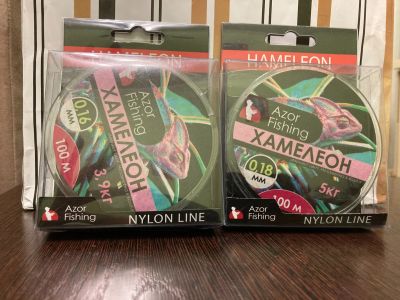 HAMELEON
Azor
Fishing
ХАМЕЛЕОН
0,16
ММ
100 М
3,9КГ
Azor
Fishing
NYLON LINE
HAMELEON
Azor
Fishing
ХАМЕЛЕОН
0,18
ММ
5КГ
100 М
Azor
Fishing
NYLON LINE